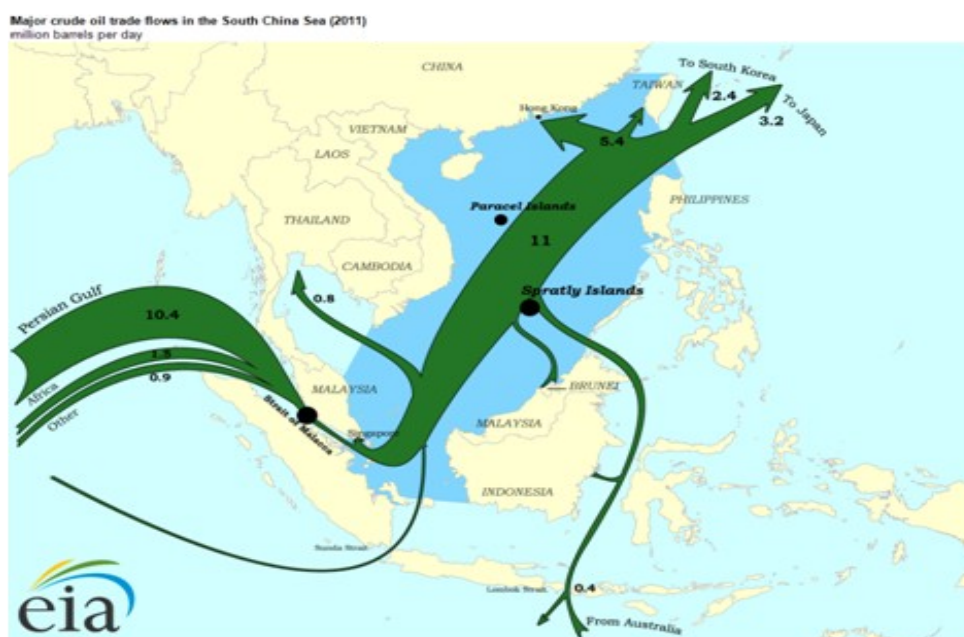 Major crude oil trade flows in the South China Sea (2011)
million barrels per day
CHINA
TAIWAN
To South Korea
2.4
To Japan
3.2
Hong Kong
5.4
VIETNAM
LAOS
Paracel Islands
PHILIPPINES
THAILAND
11
CAMBODIA
Spratly Islands
0.8
Persian Gulf
10.4
1.5
Africa
0.9
Other
MALAYSIA
BRUNEI
Strait of Malacca
Singapore
MALAYSIA
INDONESIA
Sunda Strait
Lombok Strait
0.4
From Australia
eia